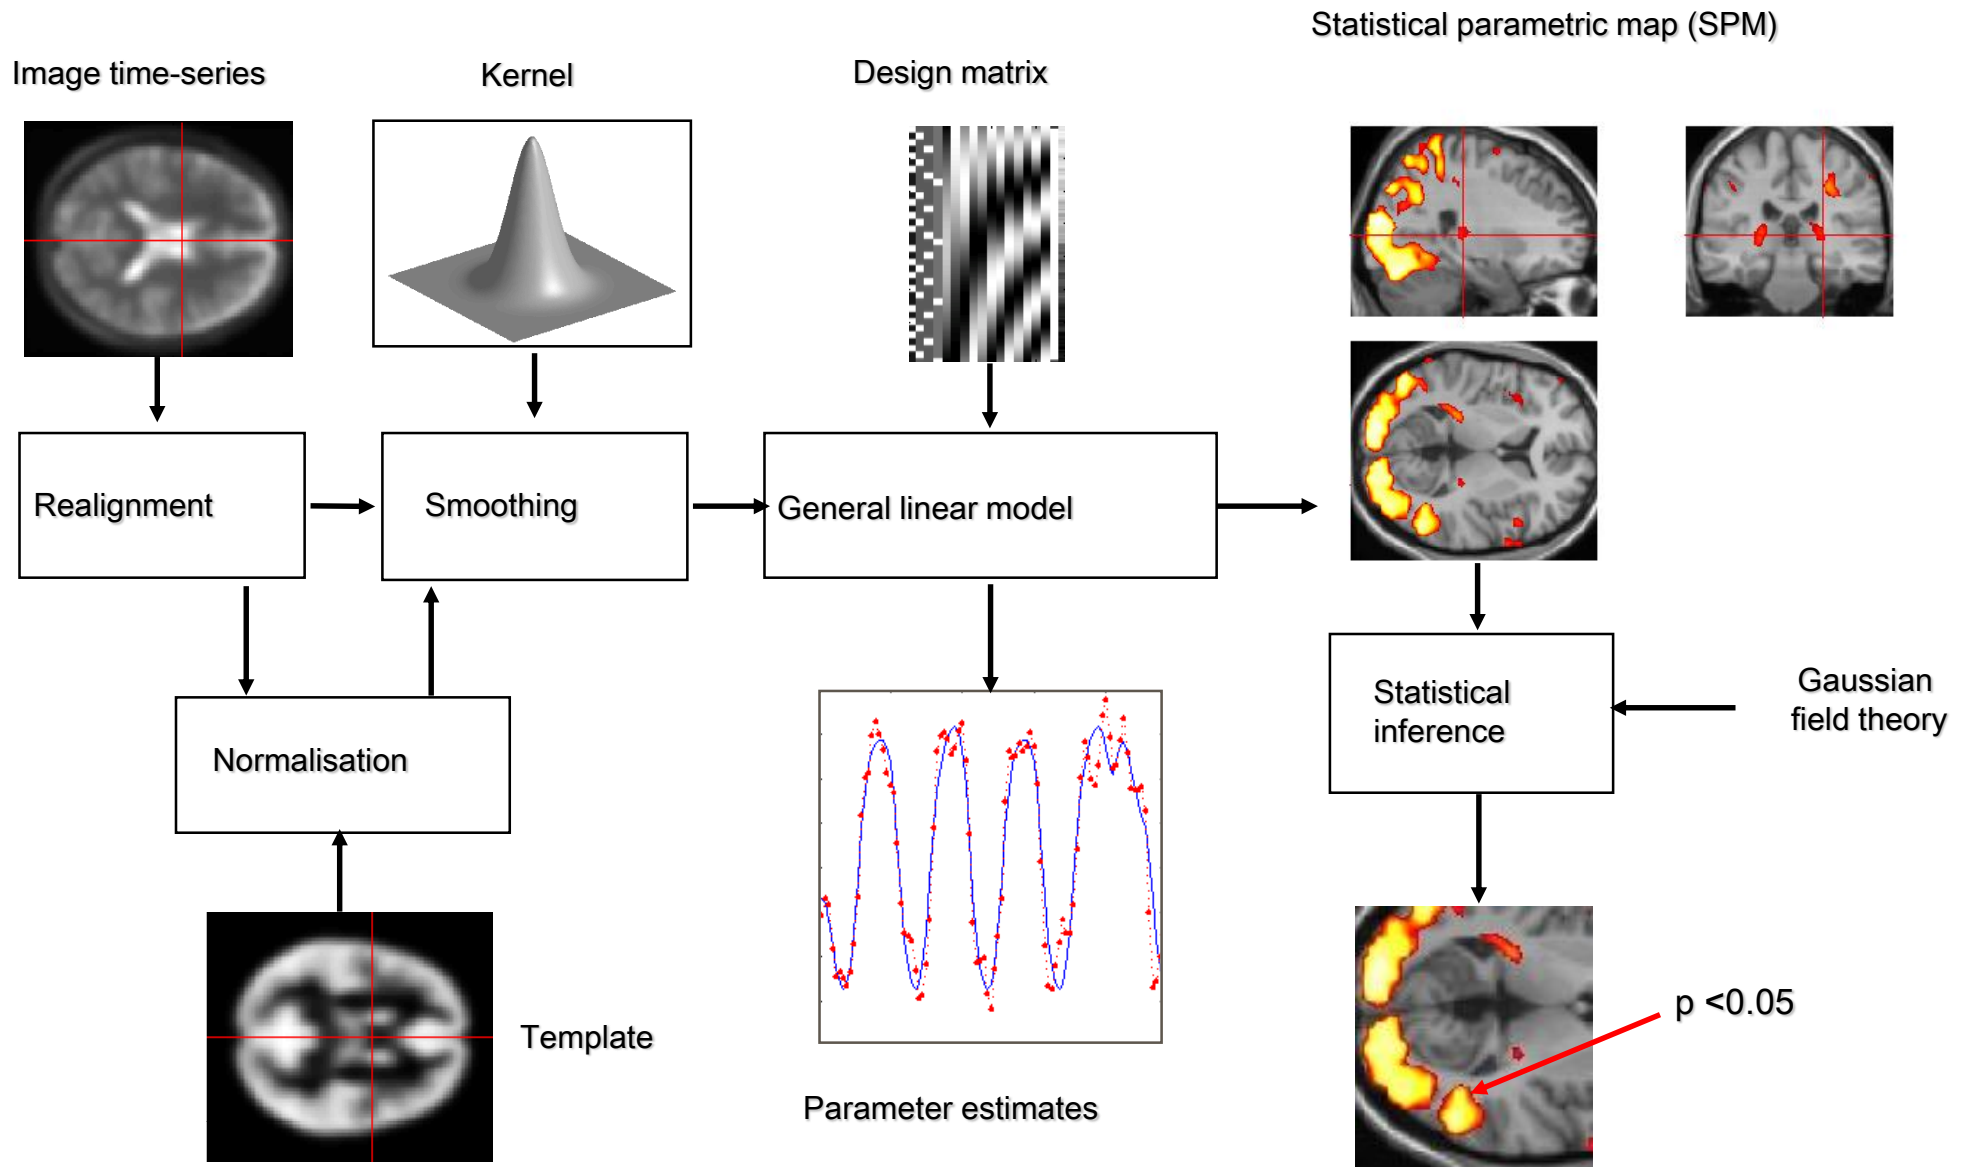 Statistical parametric map (SPM)
Image time-series
Kernel
Design matrix
Realignment
Smoothing
General linear model
Statistical
inference
Gaussian
field theory
Normalisation
Template
Parameter estimates
p <0.05